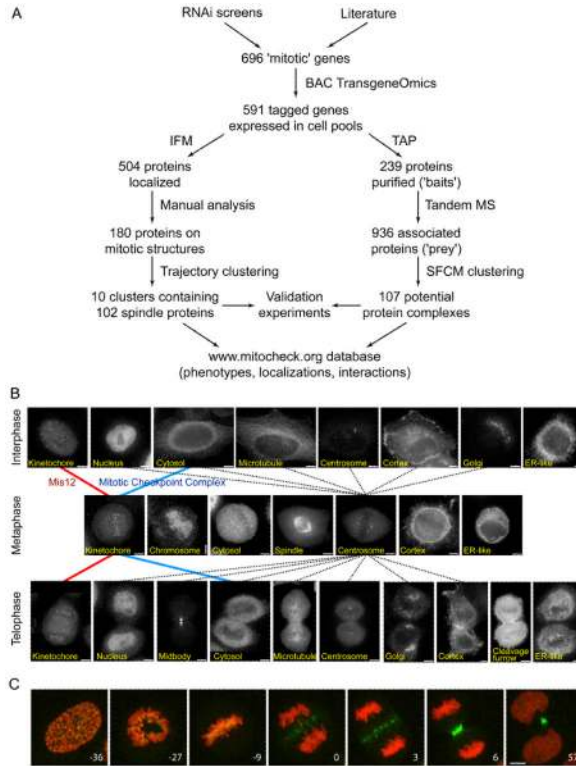 A
RNAi screens
Literature
696 'mitotic' genes
BAC TransgeneOmics
591 tagged genes
expressed in cell pools
IFM
TAP
504 proteins
localized
239 proteins
purified ('baits')
Manual analysis
Tandem MS
180 proteins on
mitotic structures
936 associated
proteins ('prey')
Trajectory clustering
SFCM clustering
10 clusters containing
102 spindle proteins
Validation
experiments
107 potential
protein complexes
www.mitocheck.org database
(phenotypes, localizations, interactions)
B
Interphase
Kinetochore
Nucleus
Cytosol
Microtubule
Centrosome
Cortex
Golgi
ER-like
Mis12
Mitotic Checkpoint Complex
Metaphase
Kinetochore
Chromosome
Cytosol
Spindle
Centrosome
Cortex
ER-like
Telophase
Kinetochore
Nucleus
Midbody
Cytosol
Microtubule
Centrosome
Golgi
Cortex
Cleavage
furrow
ER-like
C
-36
-27
-9
0
3
6